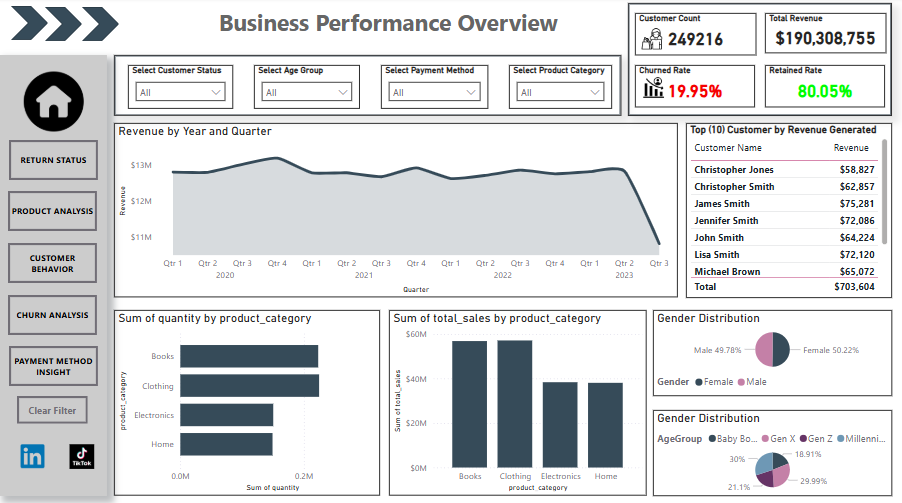 Business Performance Overview
Customer Count
249216
Total Revenue
$190,308,755
Churned Rate
19.95%
Retained Rate
80.05%
Select Customer Status
All
Select Age Group
All
Select Payment Method
All
Select Product Category
All
RETURN STATUS
PRODUCT ANALYSIS
CUSTOMER
BEHAVIOR
CHURN ANALYSIS
PAYMENT METHOD
INSIGHT
Clear Filter
in
TikTok
Revenue by Year and Quarter
Revenue
$13M
$12M
$11M
Qtr 1 Qtr 2 Qtr 3 Qtr 4 Qtr 1 Qtr 2 Qtr 3 Qtr 4 Qtr 1 Qtr 2 Qtr 3 Qtr 4 Qtr 1 Qtr 2 Qtr 3
2020 2021 2022 2023
Quarter
Top (10) Customer by Revenue Generated
Customer Name Revenue
Christopher Jones $58,827
Christopher Smith $62,857
James Smith $75,281
Jennifer Smith $72,086
John Smith $64,224
Lisa Smith $72,120
Michael Brown $65,072
Total $703,604
Sum of quantity by product_category
product_category
Books
Clothing
Electronics
Home
0.0M 0.2M
Sum of quantity
Sum of total_sales by product_category
Sum of total_sales
$60M
$40M
$20M
$0M
Books Clothing Electronics Home
product_category
Gender Distribution
Male 49.78% Female 50.22%
Gender Female Male
Gender Distribution
AgeGroup Baby Bo... Gen X Gen Z Millenni...
30% 18.91%
21.1% 29.99%